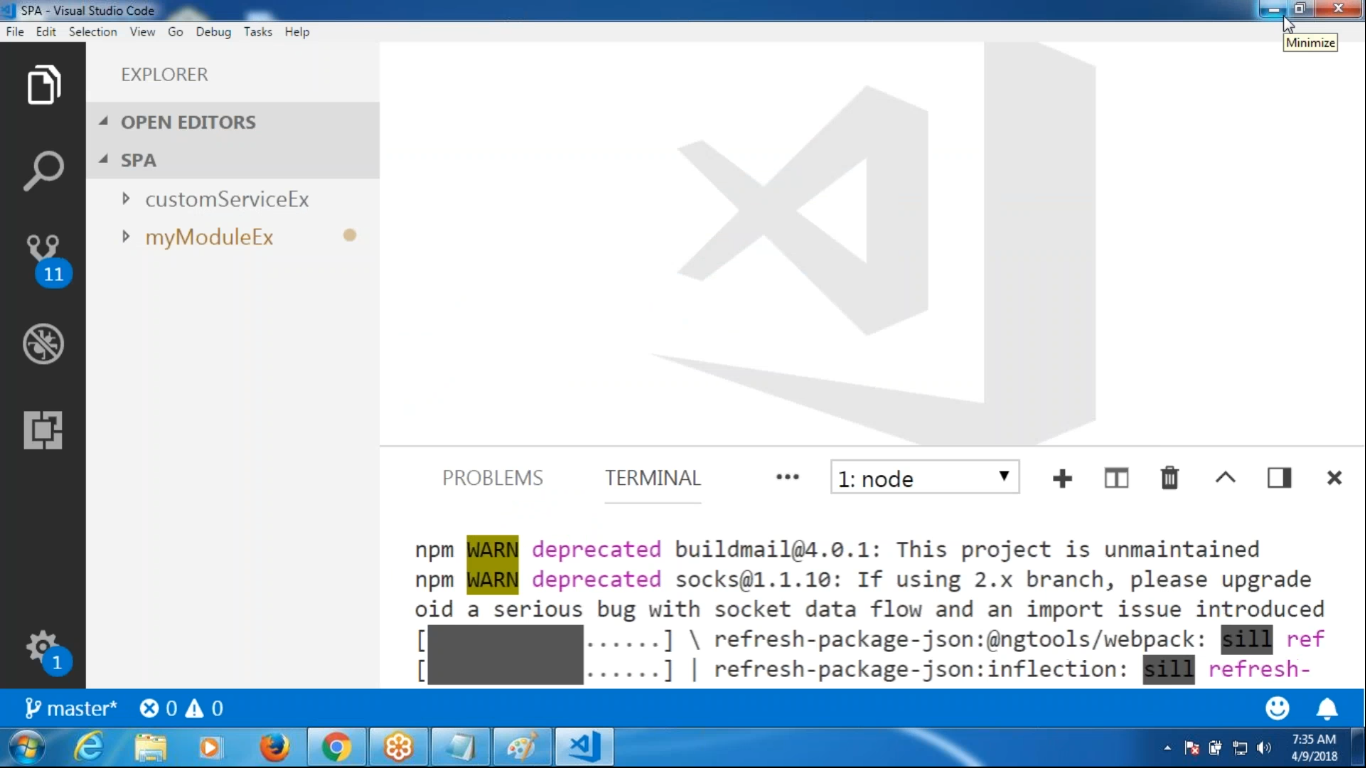 SPA - Visual Studio Code
File Edit Selection View Go Debug Tasks Help
Minimize
EXPLORER
OPEN EDITORS
SPA
customServiceEx
myModuleEx
11
1
PROBLEMS TERMINAL ••• 1: node
npm WARN deprecated buildmail@4.0.1: This project is unmaintained
npm WARN deprecated socks@1.1.10: If using 2.x branch, please upgrade
oid a serious bug with socket data flow and an import issue introduced
[ ......] \ refresh-package-json:@ngtools/webpack: sill ref
[ ......] | refresh-package-json:inflection: sill refresh-
master* 0 0
7:35 AM
4/9/2018